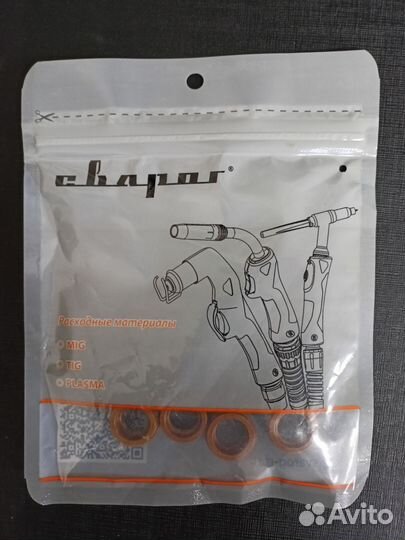 сварог®
Расходные материалы
MIG
TIG
PLASMA
Avito